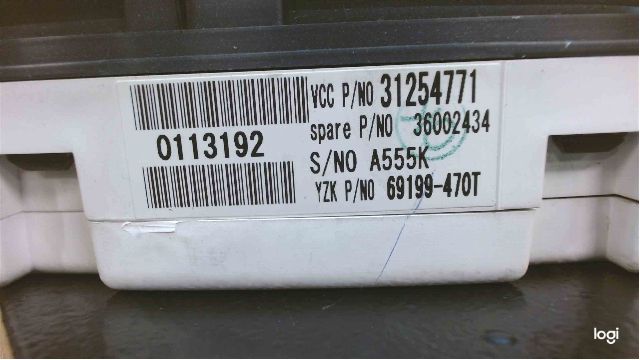 VCC P/NO 31254771
spare P/NO 36002434
0113192
S/NO A555K
YZK P/NO 69199-470T
logi